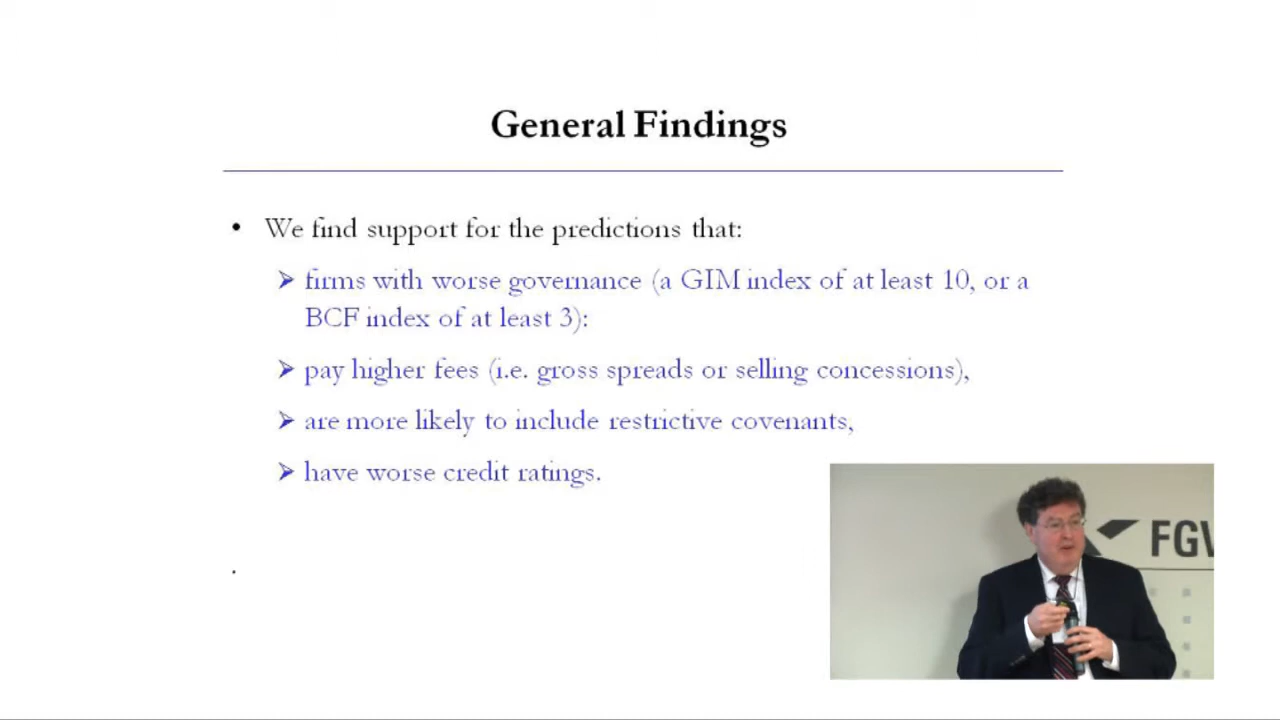 General Findings
• We find support for the predictions that:
➢ firms with worse governance (a GIM index of at least 10, or a
BCF index of at least 3):
➢ pay higher fees (i.e. gross spreads or selling concessions),
➢ are more likely to include restrictive covenants,
➢ have worse credit ratings.
.
FGV